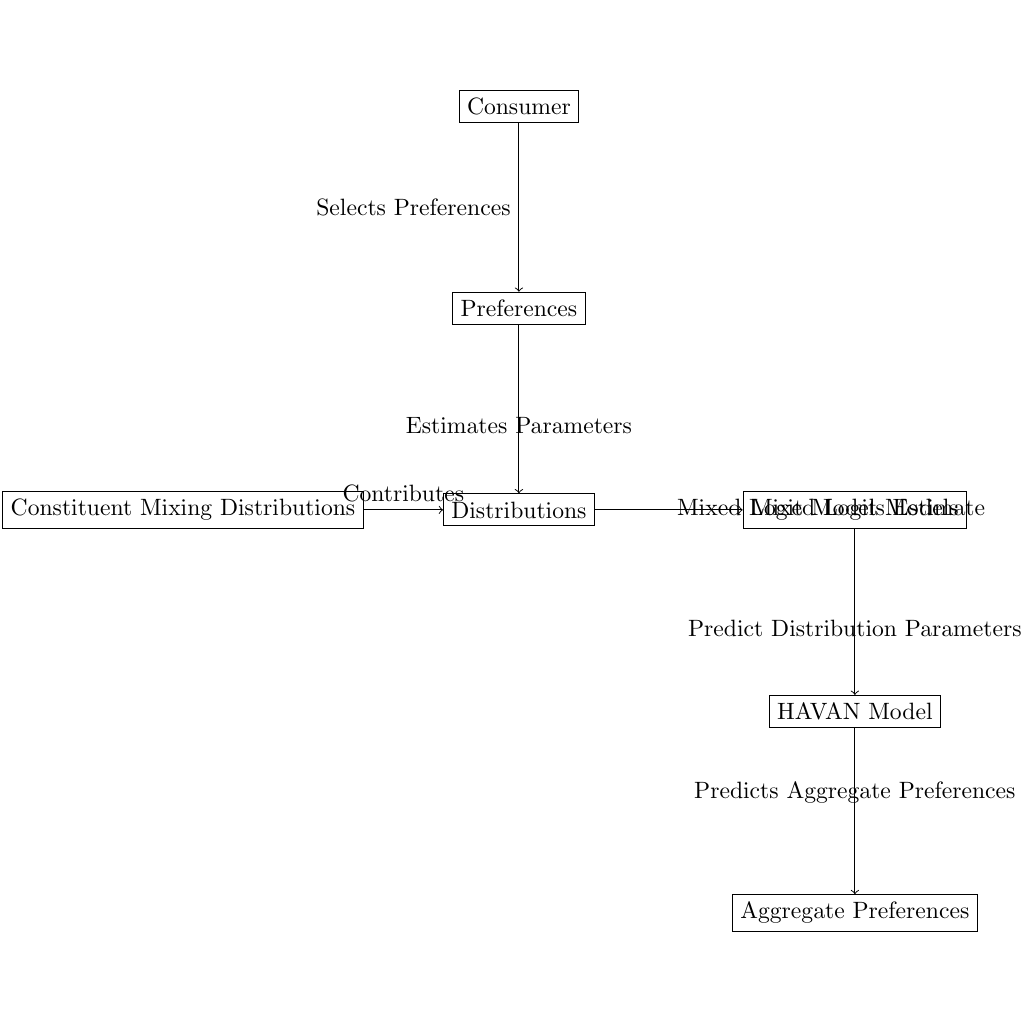 Consumer
Selects Preferences
Preferences
Estimates Parameters
Constituent Mixing Distributions
Contributes
Distributions
Mixed Logit Models Estimate
Mixed Logit Models
Predict Distribution Parameters
HAVAN Model
Predicts Aggregate Preferences
Aggregate Preferences